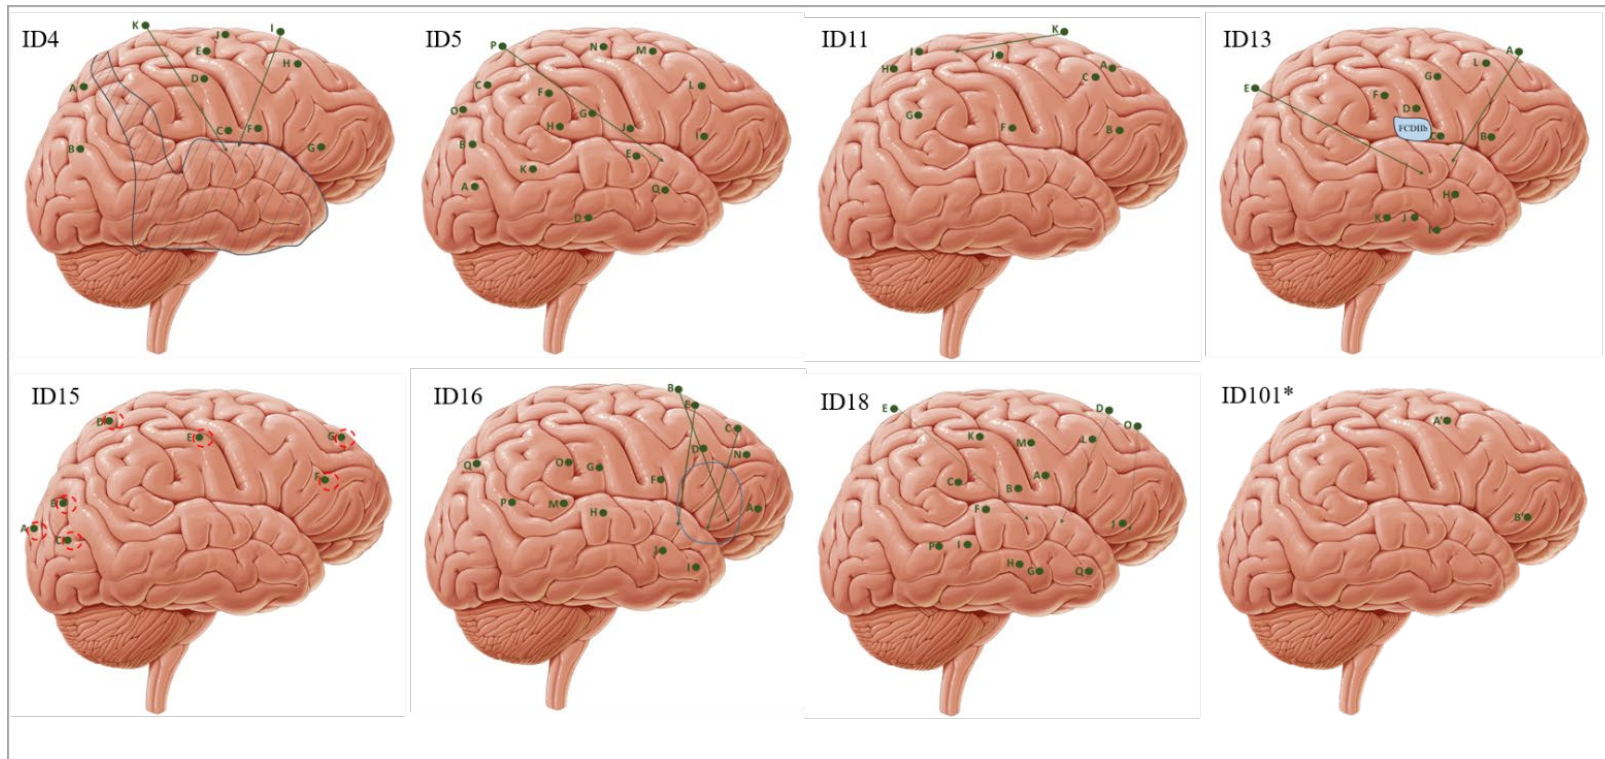 ID4
K
I
J
E
H
D
A
C
F
G
B
ID5
P
N
M
C
F
L
O
G
H
J
I
B
E
K
A
Q
D
ID11
K
I
J
H
A
C
G
F
B
ID13
A
L
E
G
F
D
FCDIIb
C
B
H
K
J
I
ID15
D
E
G
F
B
A
C
ID16
B
E
C
D
N
Q
O
G
F
P
M
H
A
J
I
ID18
E
D
O
K
M
L
C
A
B
F
J
P
I
H
G
Q
ID101*
A'
B'